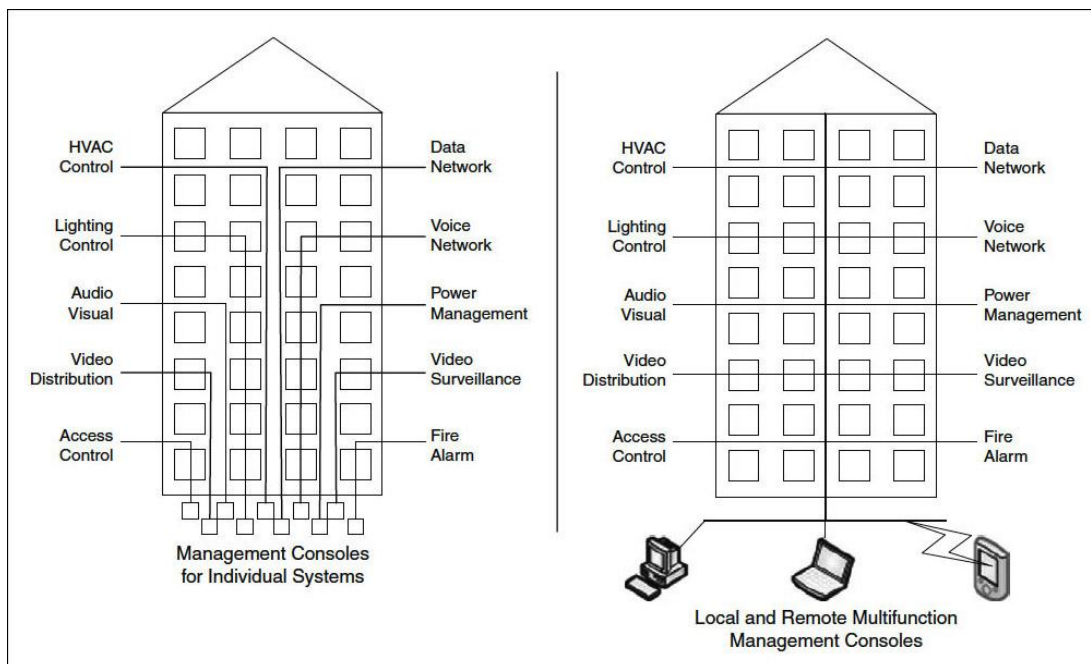 HVAC
Control
Lighting
Control
Audio
Visual
Video
Distribution
Access
Control
Data
Network
Voice
Network
Power
Management
Video
Surveillance
Fire
Alarm
Management Consoles
for Individual Systems
HVAC
Control
Lighting
Control
Audio
Visual
Video
Distribution
Access
Control
Data
Network
Voice
Network
Power
Management
Video
Surveillance
Fire
Alarm
Local and Remote Multifunction
Management Consoles